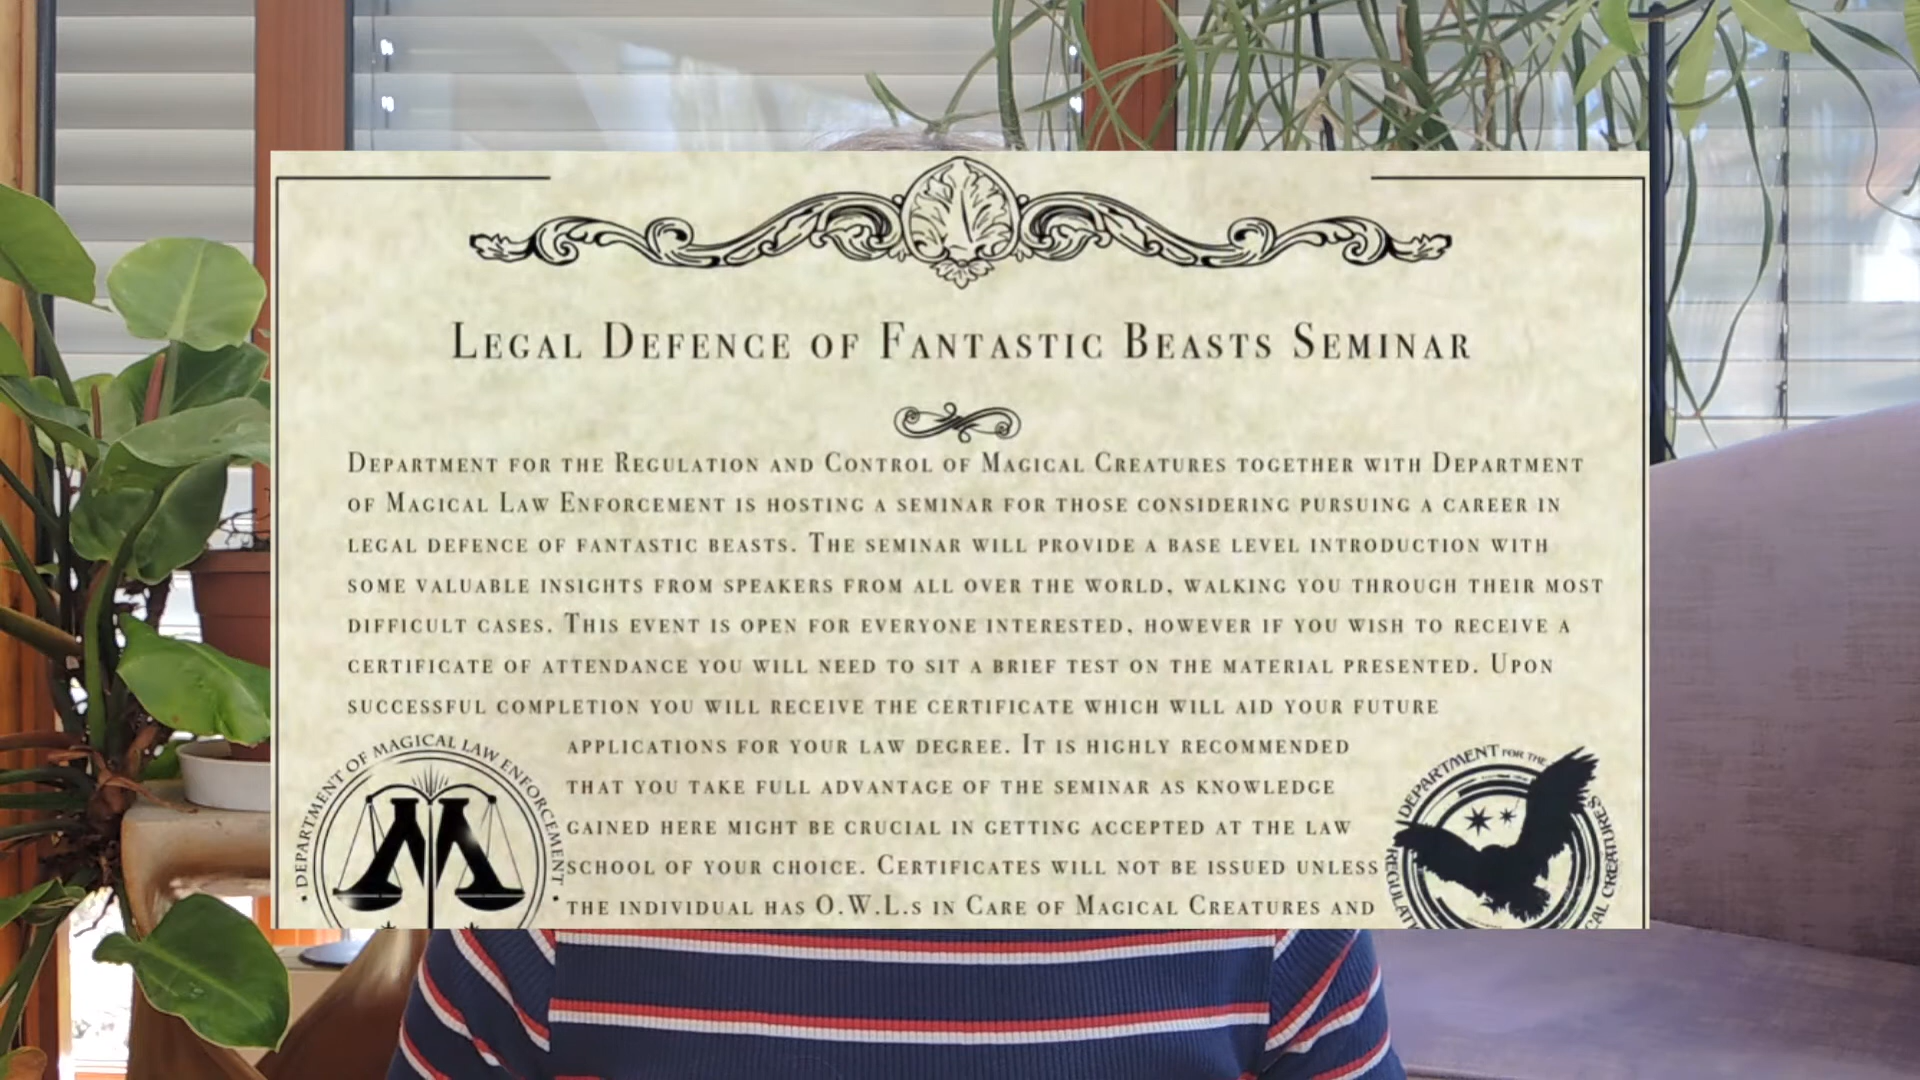 Legal Defence of Fantastic Beasts Seminar
Department for the Regulation and Control of Magical Creatures together with Department
of Magical Law Enforcement is hosting a seminar for those considering pursuing a career in
legal defence of fantastic beasts. The seminar will provide a base level introduction with
some valuable insights from speakers from all over the world, walking you through their most
difficult cases. This event is open for everyone interested, however if you wish to receive a
certificate of attendance you will need to sit a brief test on the material presented. Upon
successful completion you will receive the certificate which will aid your future
applications for your law degree. It is highly recommended
that you take full advantage of the seminar as knowledge
gained here might be crucial in getting accepted at the law
school of your choice. Certificates will not be issued unless
the individual has O.W.L.s in Care of Magical Creatures and
• DEPARTMENT OF MAGICAL LAW ENFORCEMENT •
M
DEPARTMENT FOR THE
CREATURES